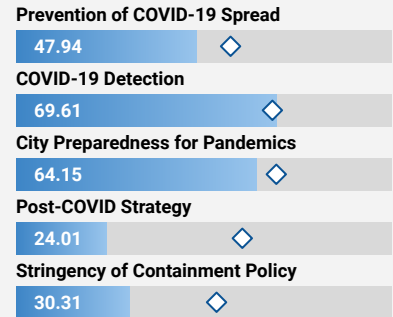 Prevention of COVID-19 Spread
47.94
COVID-19 Detection
69.61
City Preparedness for Pandemics
64.15
Post-COVID Strategy
24.01
Stringency of Containment Policy
30.31